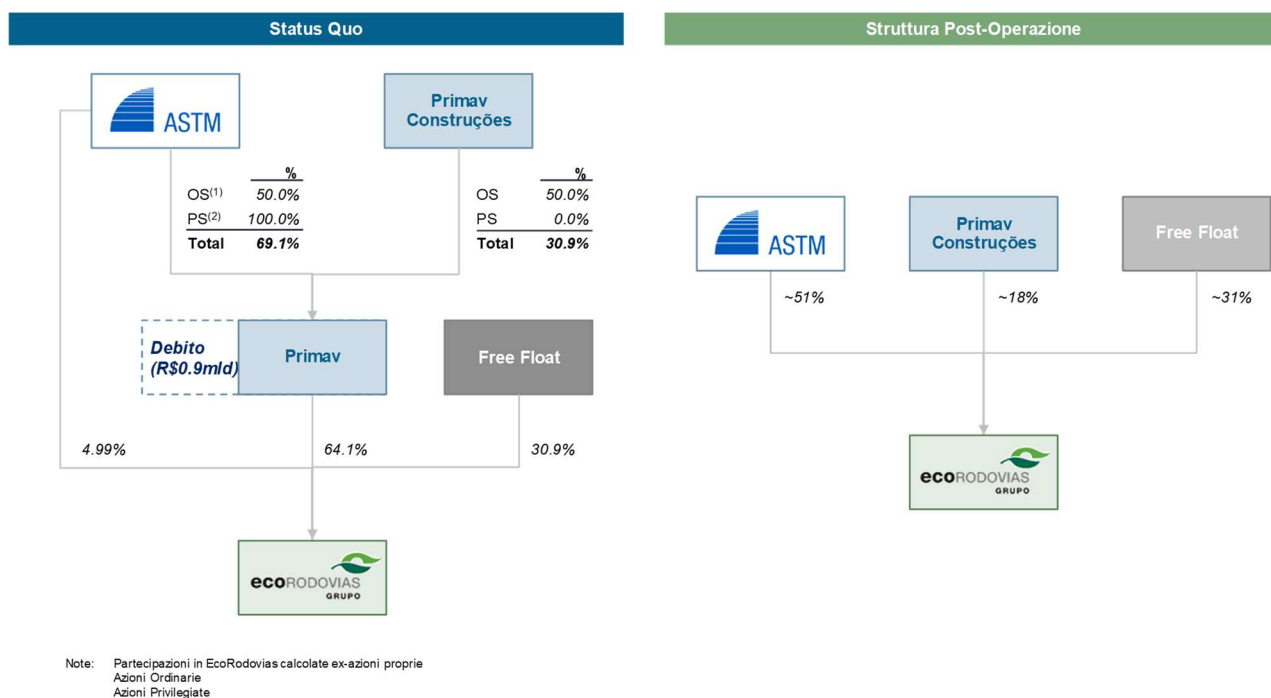 Status Quo
ASTM
Primav
Construções
%
OS(1) 50.0%
PS(2) 100.0%
Total 69.1%
%
OS 50.0%
PS 0.0%
Total 30.9%
Debito
(R$0.9mld)
Primav
Free Float
4.99%
64.1%
30.9%
ecoRODOVIAS
GRUPO
Note: Partecipazioni in EcoRodovias calcolate ex-azioni proprie
Azioni Ordinarie
Azioni Privilegiate
Struttura Post-Operazione
ASTM
Primav
Construções
Free Float
~51%
~18%
~31%
ecoRODOVIAS
GRUPO